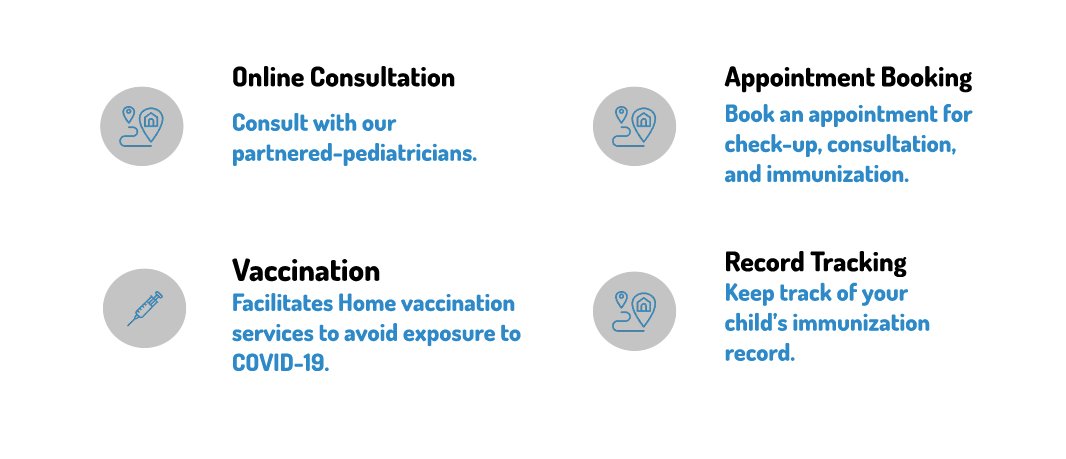 Online Consultation
Consult with our
partnered-pediatricians.
Appointment Booking
Book an appointment for
check-up, consultation,
and immunization.
Vaccination
Facilitates Home vaccination
services to avoid exposure to
COVID-19.
Record Tracking
Keep track of your
child's immunization
record.